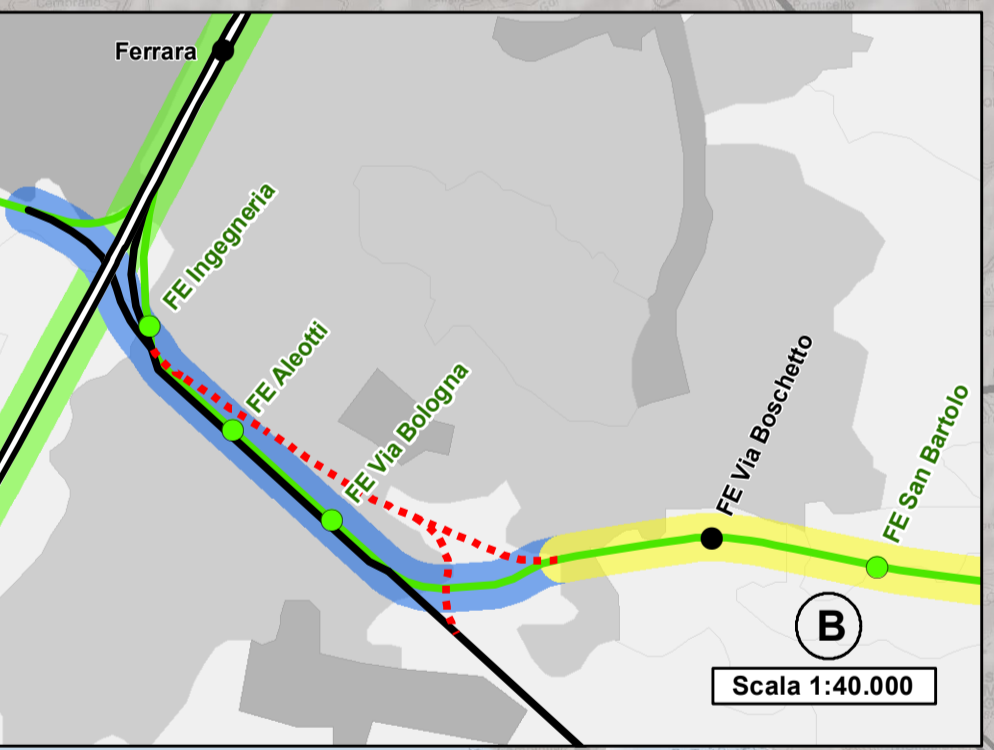 Ferrara
FE Ingegneria
FE Aleotti
FE Via Bologna
FE Via Boschetto
FE San Bartolo
B
Scala 1:40.000